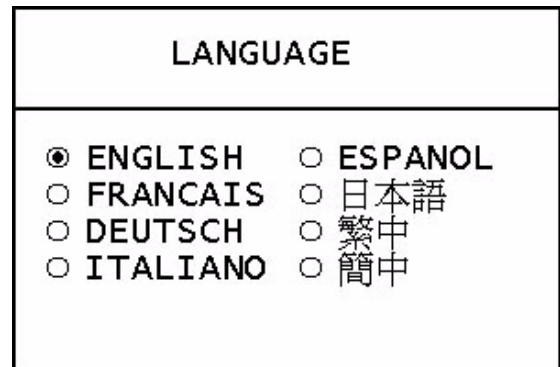 LANGUAGE
ENGLISH
FRANCAIS
DEUTSCH
ITALIANO
ESPANOL
日本語
繁中
簡中